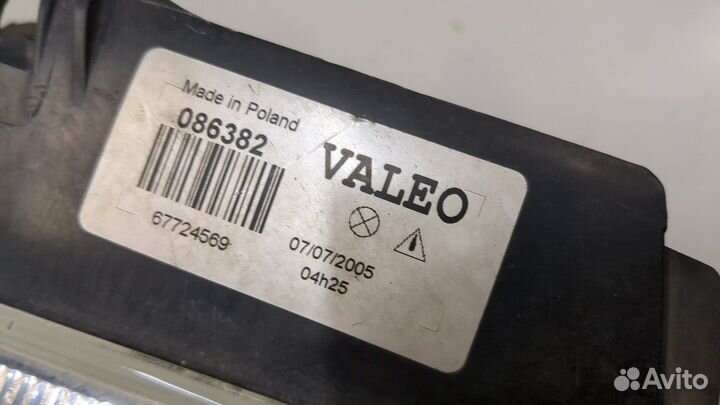 Made in Poland
086382
VALEO
67724569
07/07/2005
04h25
Avito